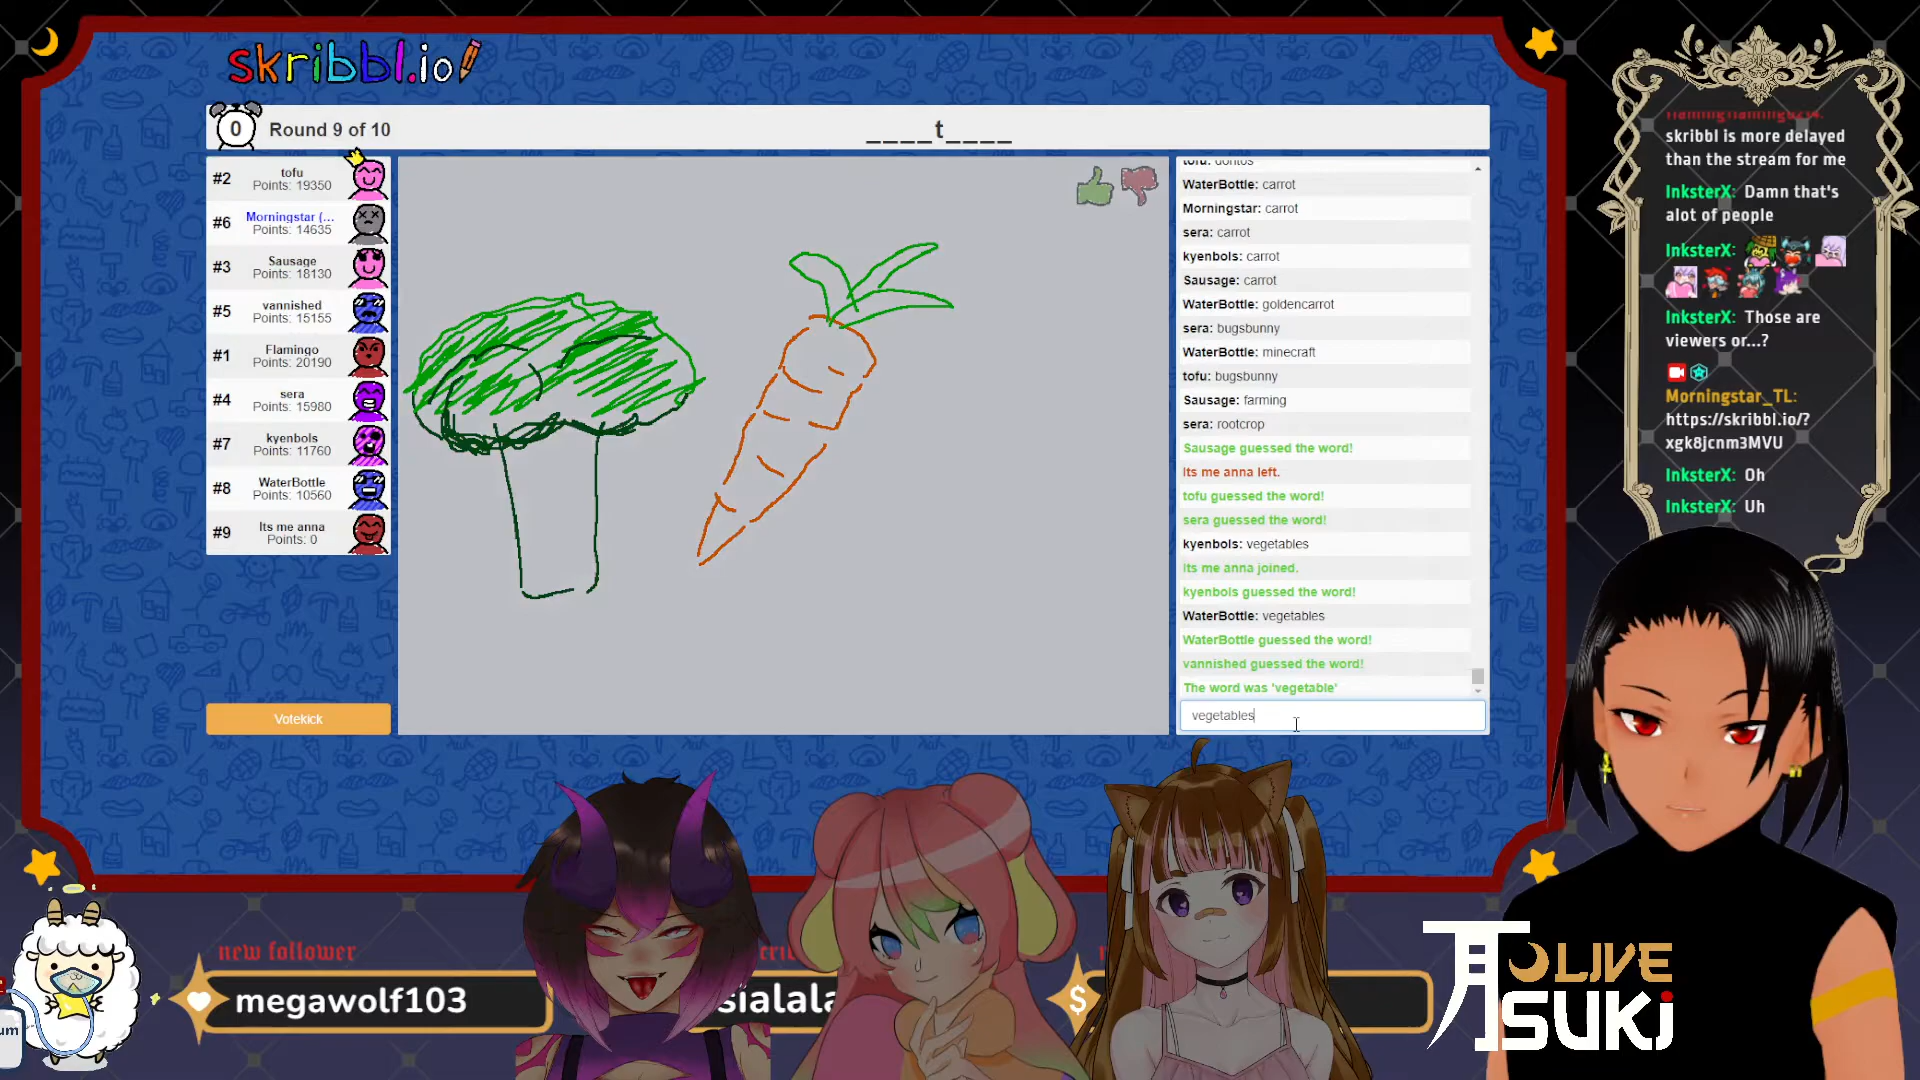 skribbl.io
0
Round 9 of 10
____t____
#2
tofu
Points: 19350
#6
Morningstar (...
Points: 14635
#3
Sausage
Points: 18130
#5
vannished
Points: 15155
#1
Flamingo
Points: 20190
#4
sera
Points: 15980
#7
kyenbols
Points: 11760
#8
WaterBottle
Points: 10560
#9
Its me anna
Points: 0
Votekick
tofu: doritos
WaterBottle: carrot
Morningstar: carrot
sera: carrot
kyenbols: carrot
Sausage: carrot
WaterBottle: goldencarrot
sera: bugsbunny
WaterBottle: minecraft
tofu: bugsbunny
Sausage: farming
sera: rootcrop
Sausage guessed the word!
Its me anna left.
tofu guessed the word!
sera guessed the word!
kyenbols: vegetables
Its me anna joined.
kyenbols guessed the word!
WaterBottle: vegetables
WaterBottle guessed the word!
vannished guessed the word!
The word was 'vegetable'
vegetables
skribbl is more delayed
than the stream for me
InksterX: Damn that's
alot of people
InksterX:
InksterX: Those are
viewers or...?
Morningstar_TL:
https://skribbl.io/?
xgk8jcnm3MVU
InksterX: Oh
InksterX: Uh
new follower
megawolf103
sialala
$
LIVE
月 TSUKi
um